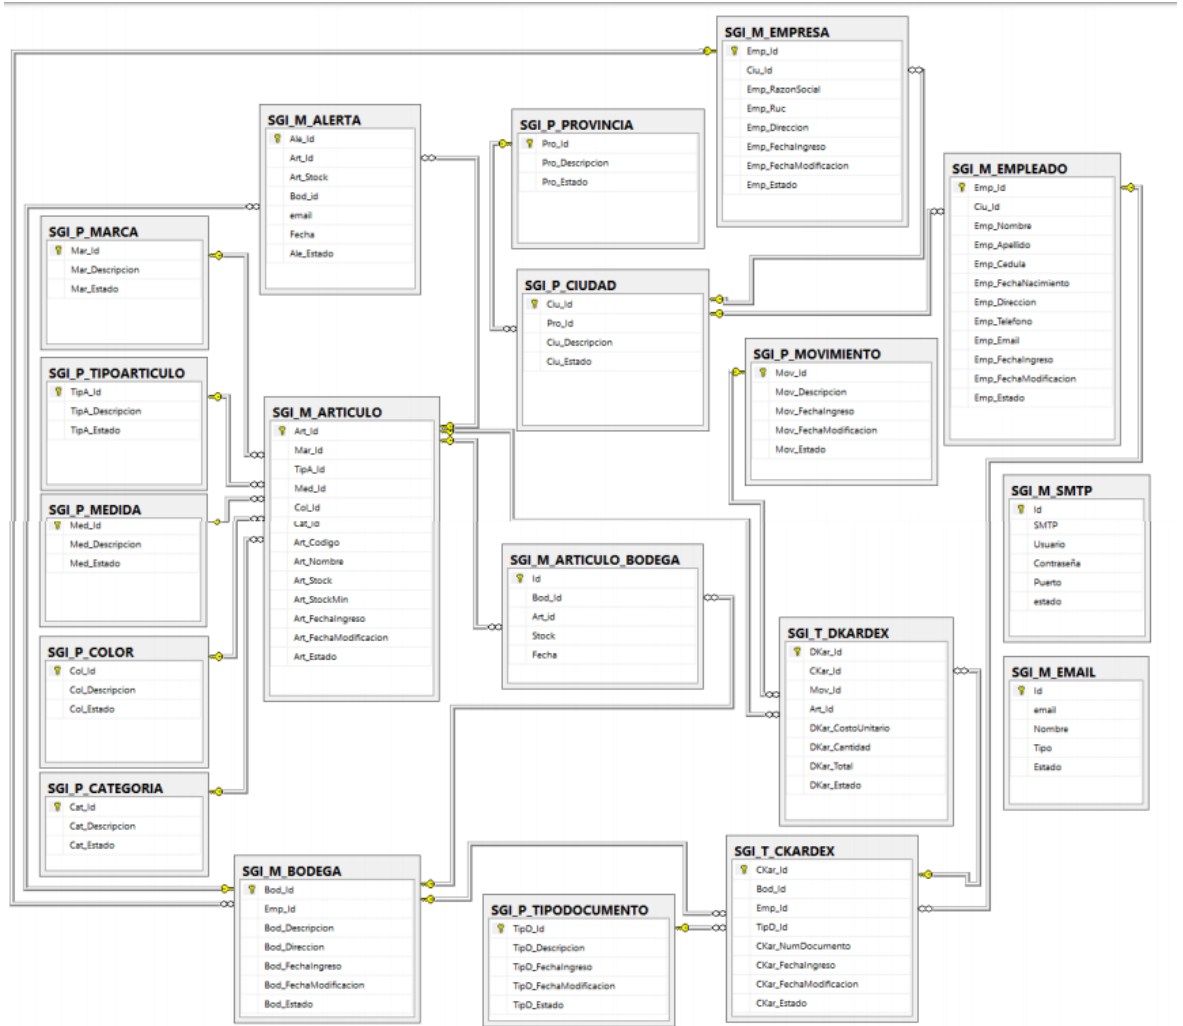 SGI_M_EMPRESA
Emp_Id
Ciu_Id
Emp_RazonSocial
Emp_Ruc
Emp_Direccion
Emp_FechaIngreso
Emp_FechaModificacion
Emp_Estado
SGI_M_ALERTA
Ale_Id
Art_Id
Art_Stock
Bod_id
email
Fecha
Ale_Estado
SGI_P_PROVINCIA
Pro_Id
Pro_Descripcion
Pro_Estado
SGI_M_EMPLEADO
Emp_Id
Ciu_Id
Emp_Nombre
Emp_Apellido
Emp_Cedula
Emp_FechaNacimiento
Emp_Direccion
Emp_Telefono
Emp_Email
Emp_FechaIngreso
Emp_FechaModificacion
Emp_Estado
SGI_P_MARCA
Mar_Id
Mar_Descripcion
Mar_Estado
SGI_P_CIUDAD
Ciu_Id
Pro_Id
Ciu_Descripcion
Ciu_Estado
SGI_P_MOVIMIENTO
Mov_Id
Mov_Descripcion
Mov_FechaIngreso
Mov_FechaModificacion
Mov_Estado
SGI_P_TIPOARTICULO
TipA_Id
TipA_Descripcion
TipA_Estado
SGI_M_ARTICULO
Art_Id
Mar_Id
TipA_Id
Med_Id
Col_Id
Cat_Id
Art_Codigo
Art_Nombre
Art_Stock
Art_StockMin
Art_FechaIngreso
Art_FechaModificacion
Art_Estado
SGI_P_MEDIDA
Med_Id
Med_Descripcion
Med_Estado
SGI_M_SMTP
Id
SMTP
Usuario
Contraseña
Puerto
estado
SGI_M_ARTICULO_BODEGA
Id
Bod_Id
Art_id
Stock
Fecha
SGI_T_DKARDEX
DKar_Id
CKar_Id
Mov_Id
Art_Id
DKar_CostoUnitario
DKar_Cantidad
DKar_Total
DKar_Estado
SGI_P_COLOR
Col_Id
Col_Descripcion
Col_Estado
SGI_M_EMAIL
Id
email
Nombre
Tipo
Estado
SGI_P_CATEGORIA
Cat_Id
Cat_Descripcion
Cat_Estado
SGI_T_CKARDEX
CKar_Id
Bod_Id
Emp_Id
TipD_Id
CKar_NumDocumento
CKar_FechaIngreso
CKar_FechaModificacion
CKar_Estado
SGI_M_BODEGA
Bod_Id
Emp_Id
Bod_Descripcion
Bod_Direccion
Bod_FechaIngreso
Bod_FechaModificacion
Bod_Estado
SGI_P_TIPODOCUMENTO
TipD_Id
TipD_Descripcion
TipD_FechaIngreso
TipD_FechaModificacion
TipD_Estado